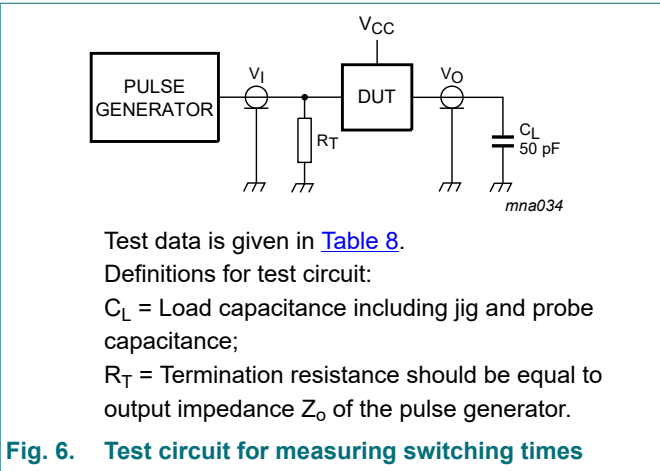 VCC
PULSE
GENERATOR
VI
DUT
VO
RT
CL
50 pF
mna034
Test data is given in Table 8.
Definitions for test circuit:
CL = Load capacitance including jig and probe
capacitance;
RT = Termination resistance should be equal to
output impedance Zo of the pulse generator.
Fig. 6. Test circuit for measuring switching times